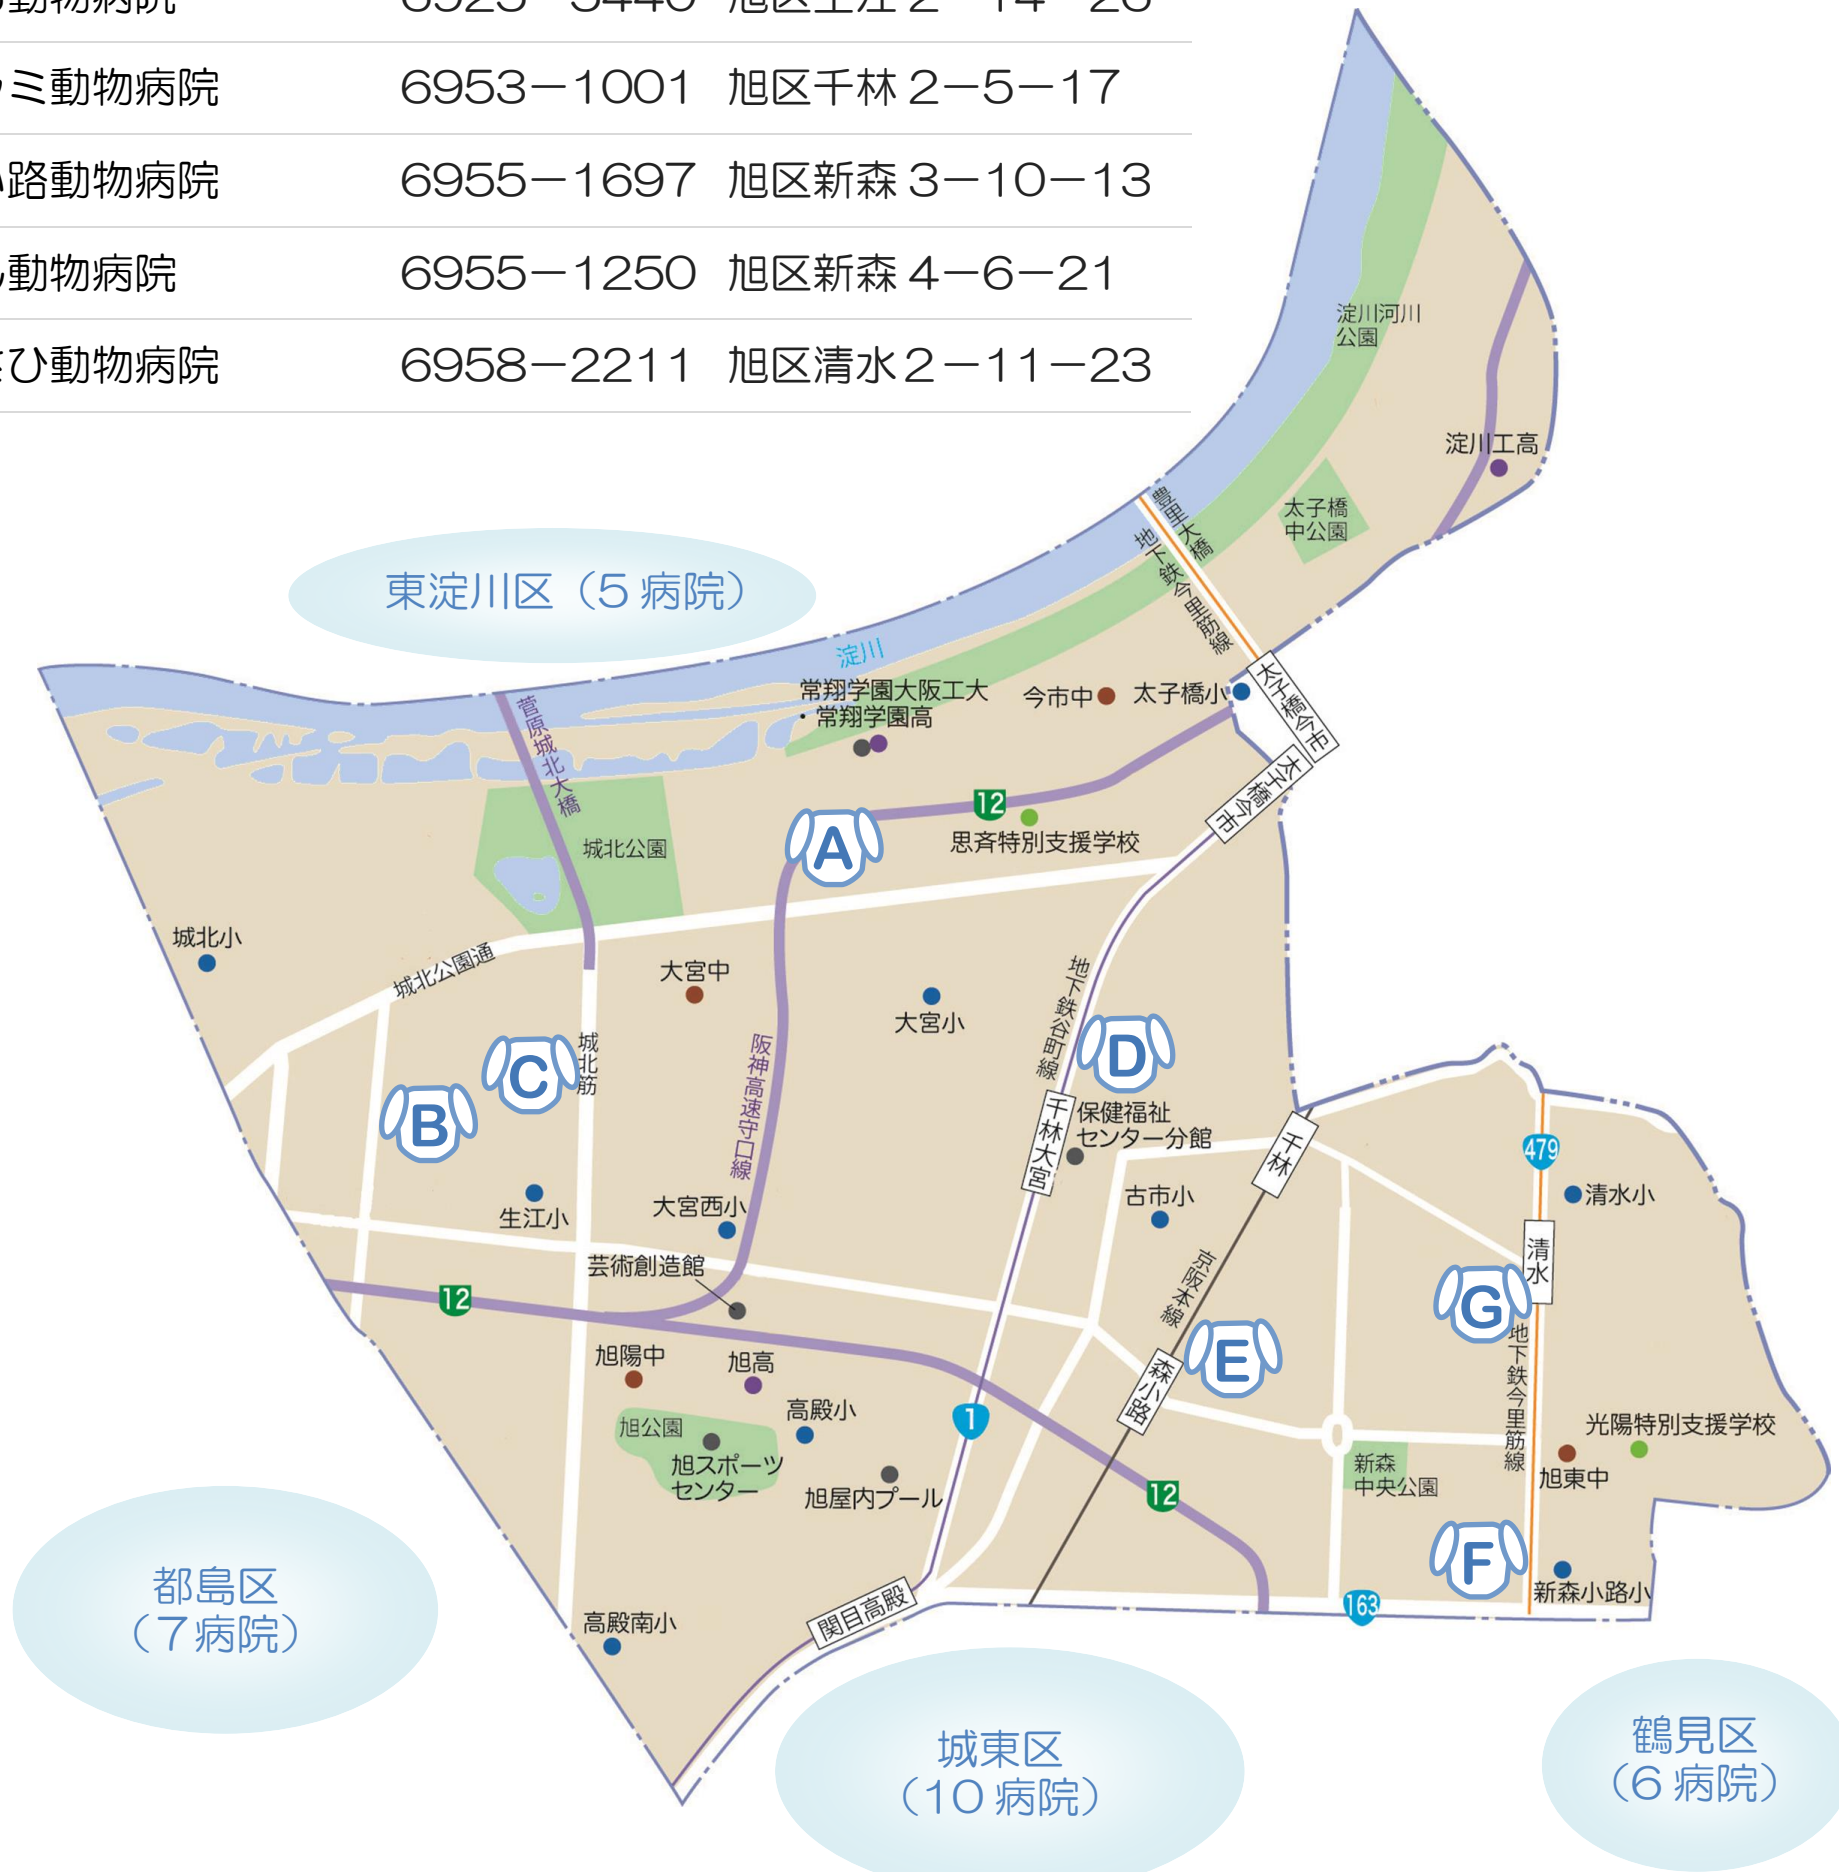 動物病院
ミ動物病院 6953－1001 旭区千林２－5－17
路動物病院 6955－1697 旭区新森３－10－13
動物病院 6955－1250 旭区新森４－6－21
ひ動物病院 6958－2211 旭区清水２－11－23
淀川河川
公園
淀川工高
太子橋
中公園
豊里大橋
地下鉄今里筋線
東淀川区（５病院）
淀川
常翔学園大阪工大
・常翔学園高
今市中
太子橋小
太子橋今市
太子橋今市
菅原城北大橋
12
A
思斉特別支援学校
城北公園
城北小
城北公園通
大宮中
大宮小
地下鉄谷町線
D
C
城北筋
B
阪神高速守口線
千林大宮
保健福祉
センター分館
千林
479
清水小
生江小
大宮西小
古市小
芸術創造館
12
京阪本線
清水
G
地下鉄今里筋線
旭陽中
旭高
森小路
E
高殿小
1
旭公園
旭スポーツ
センター
旭屋内プール
光陽特別支援学校
旭東中
新森
中央公園
12
F
新森小路小
163
都島区
（７病院）
高殿南小
関目高殿
城東区
（10病院）
鶴見区
（６病院）